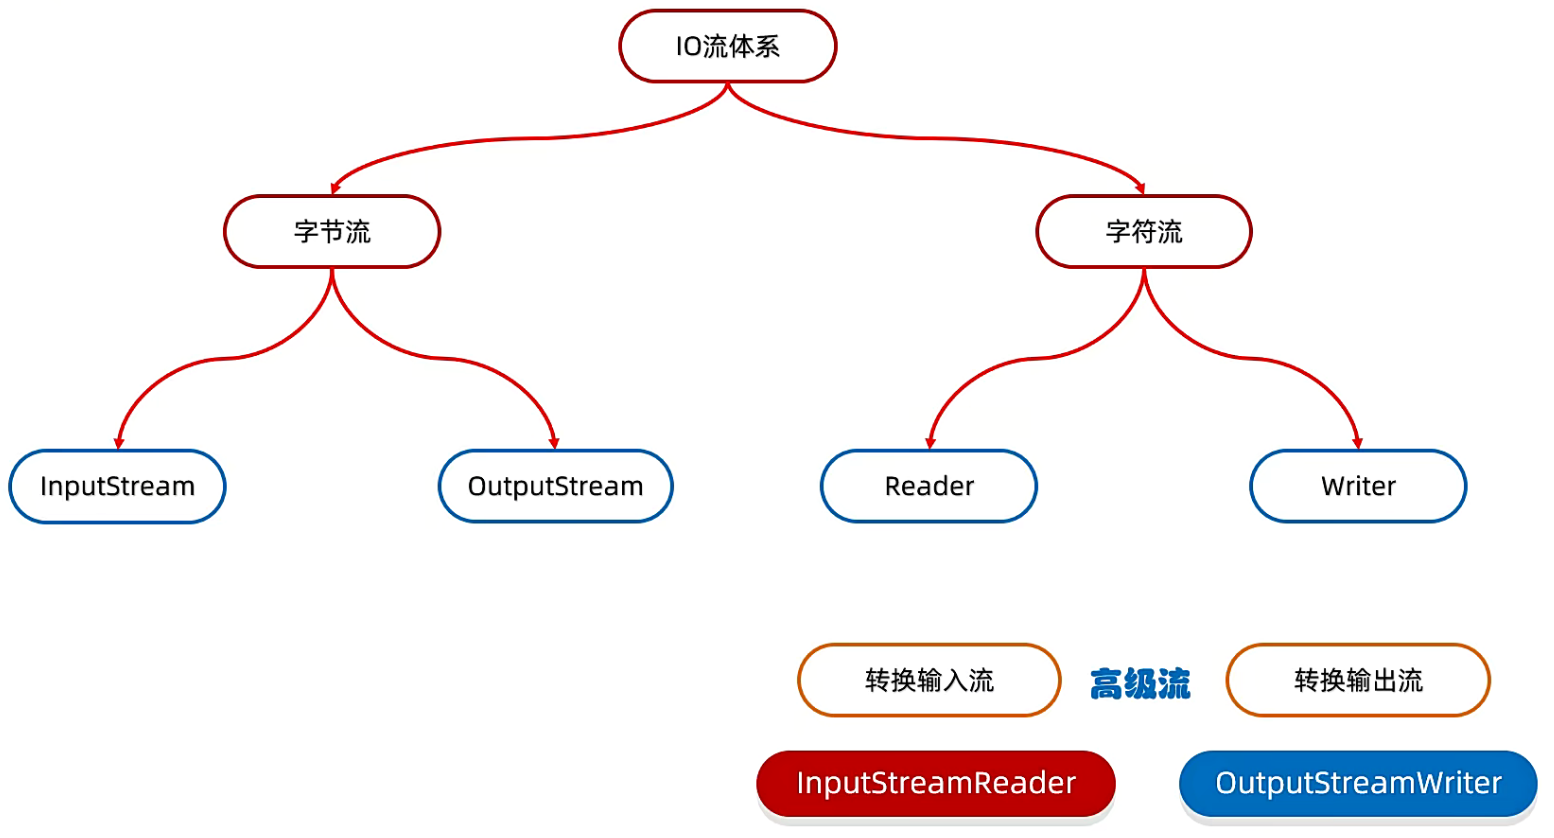 IO流体系
字节流
字符流
InputStream
OutputStream
Reader
Writer
转换输入流
高级流
转换输出流
InputStreamReader
OutputStreamWriter